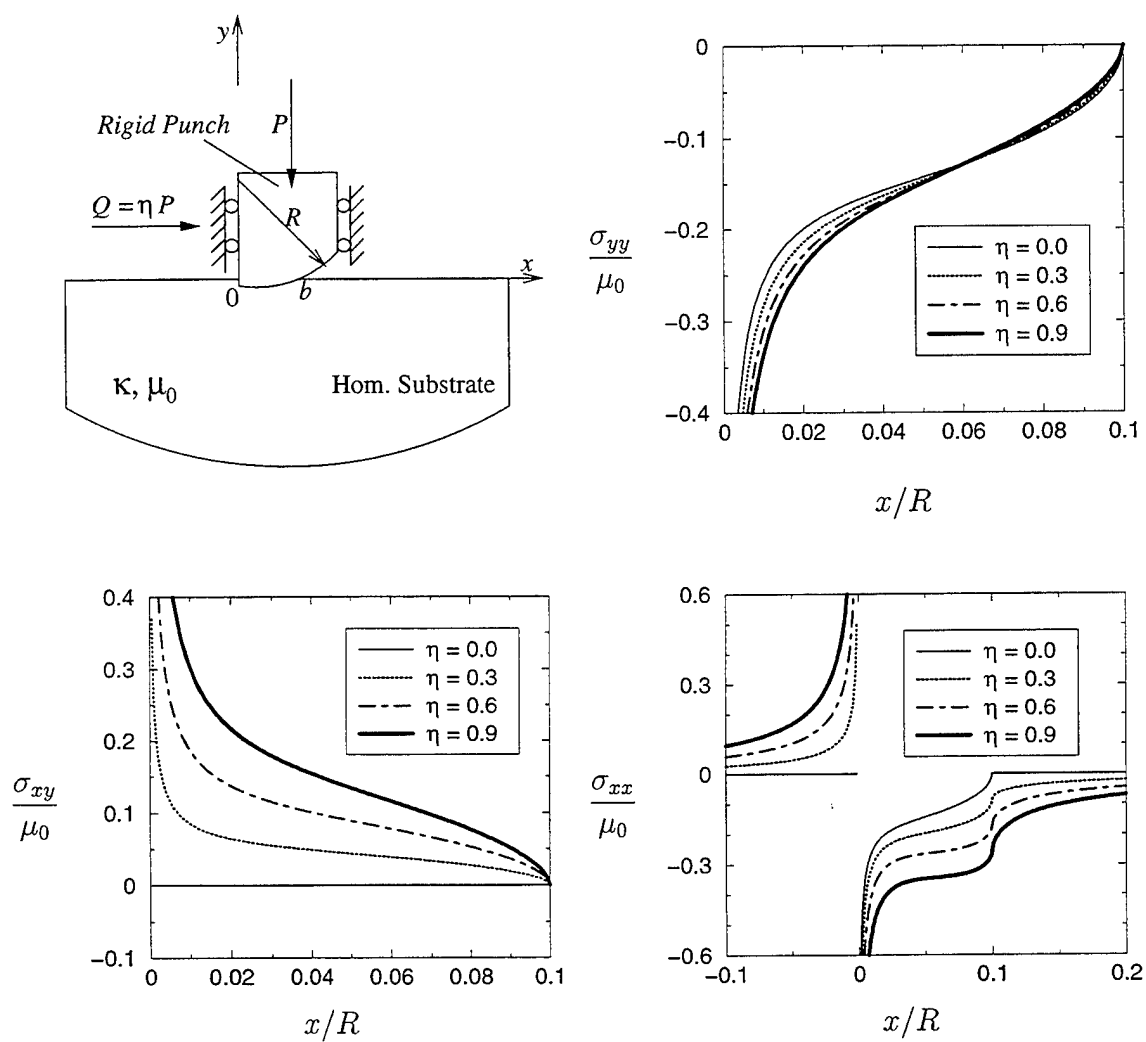 y
Rigid Punch
P
Q = η P
R
x
0
b
κ, μ0
Hom. Substrate
0
−0.1
−0.2
−0.3
−0.4
σyy
μ0
η = 0.0
η = 0.3
η = 0.6
η = 0.9
0 0.02 0.04 0.06 0.08 0.1
x/R
0.4
0.3
0.2
0.1
0
−0.1
σxy
μ0
η = 0.0
η = 0.3
η = 0.6
η = 0.9
0 0.02 0.04 0.06 0.08 0.1
x/R
0.6
0.3
0
−0.3
−0.6
σxx
μ0
η = 0.0
η = 0.3
η = 0.6
η = 0.9
−0.1 0 0.1 0.2
x/R